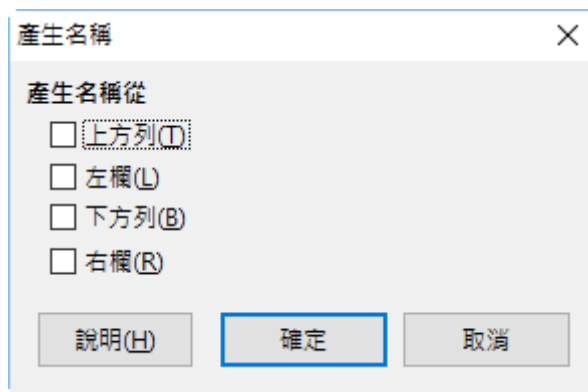 產生名稱
產生名稱從
上方列(T)
左欄(L)
下方列(B)
右欄(R)
說明(H) 確定 取消